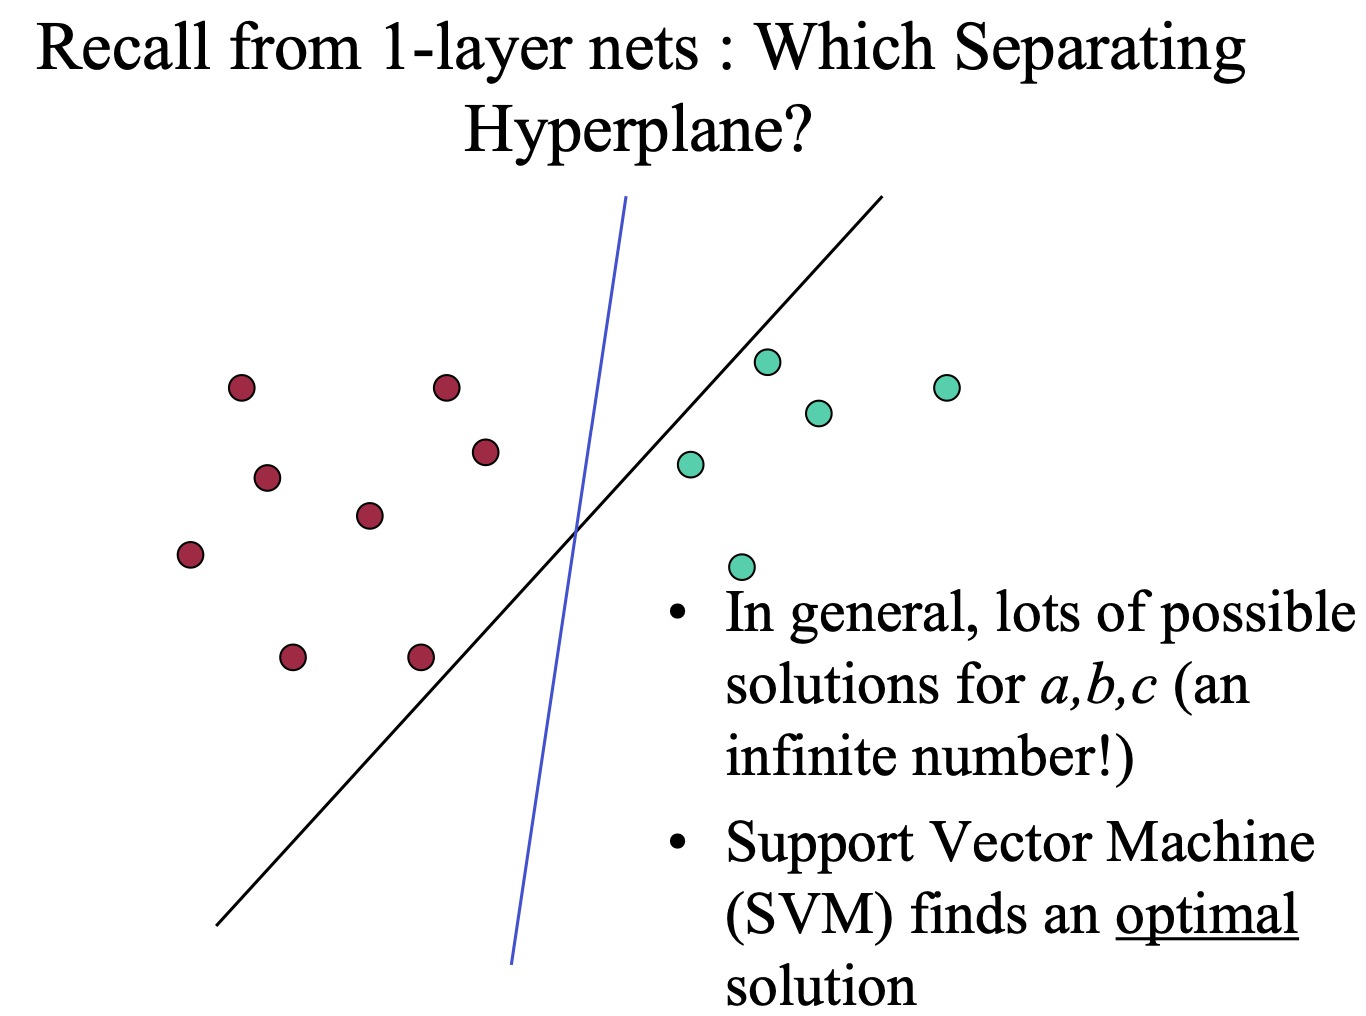 Recall from 1-layer nets : Which Separating
Hyperplane?
• In general, lots of possible
solutions for a,b,c (an
infinite number!)
• Support Vector Machine
(SVM) finds an optimal
solution